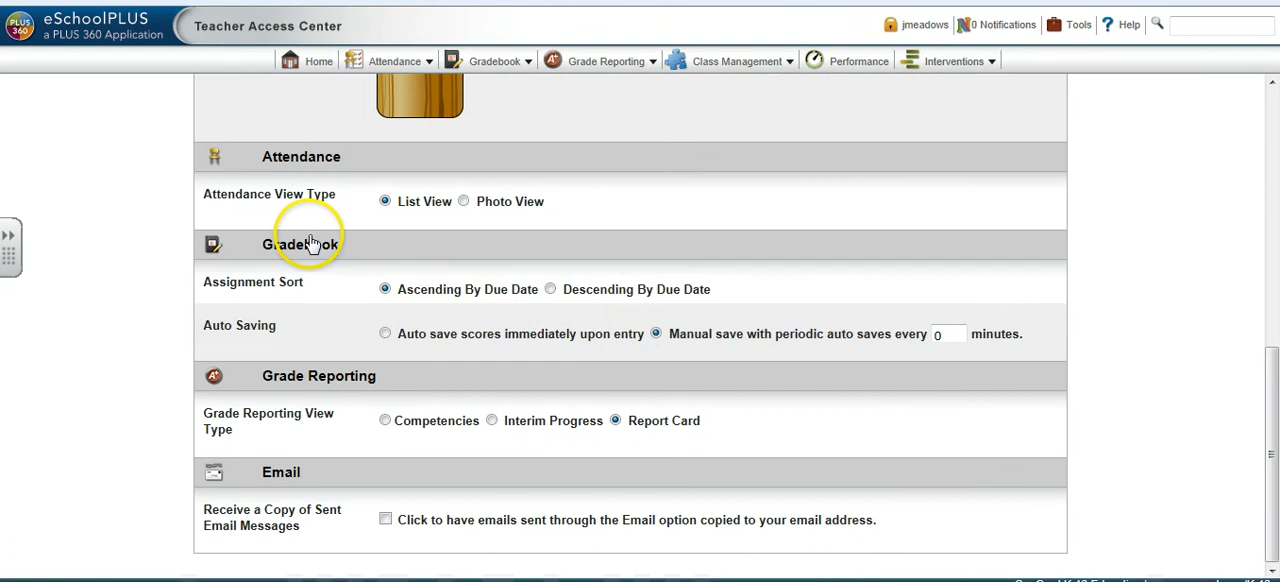 PLUS 360
eSchoolPLUS
a PLUS 360 Application
Teacher Access Center
jmeadows
0 Notifications
Tools
? Help
Home
Attendance
Gradebook
Grade Reporting
Class Management
Performance
Interventions
Attendance
Attendance View Type
List View
Photo View
Gradebook
Assignment Sort
Ascending By Due Date
Descending By Due Date
Auto Saving
Auto save scores immediately upon entry
Manual save with periodic auto saves every 0 minutes.
Grade Reporting
Grade Reporting View
Type
Competencies
Interim Progress
Report Card
Email
Receive a Copy of Sent
Email Messages
Click to have emails sent through the Email option copied to your email address.